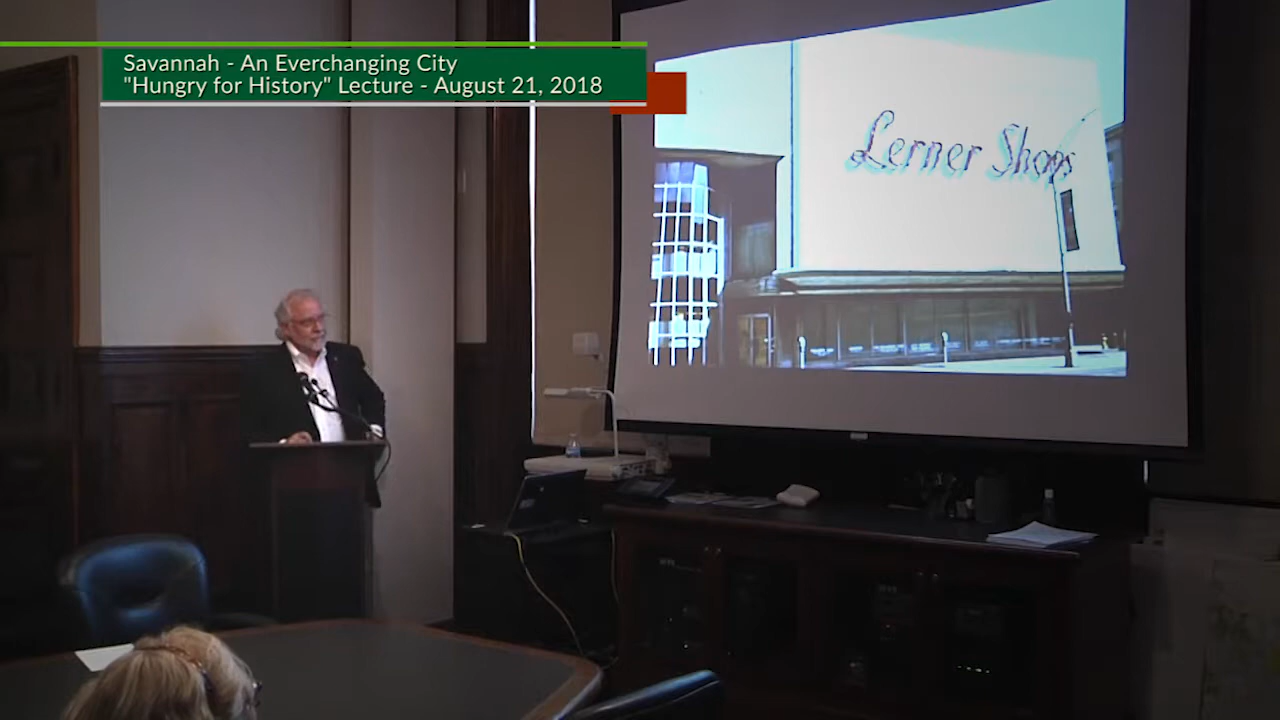 Savannah - An Everchanging City
"Hungry for History" Lecture - August 21, 2018
Lerner Shops